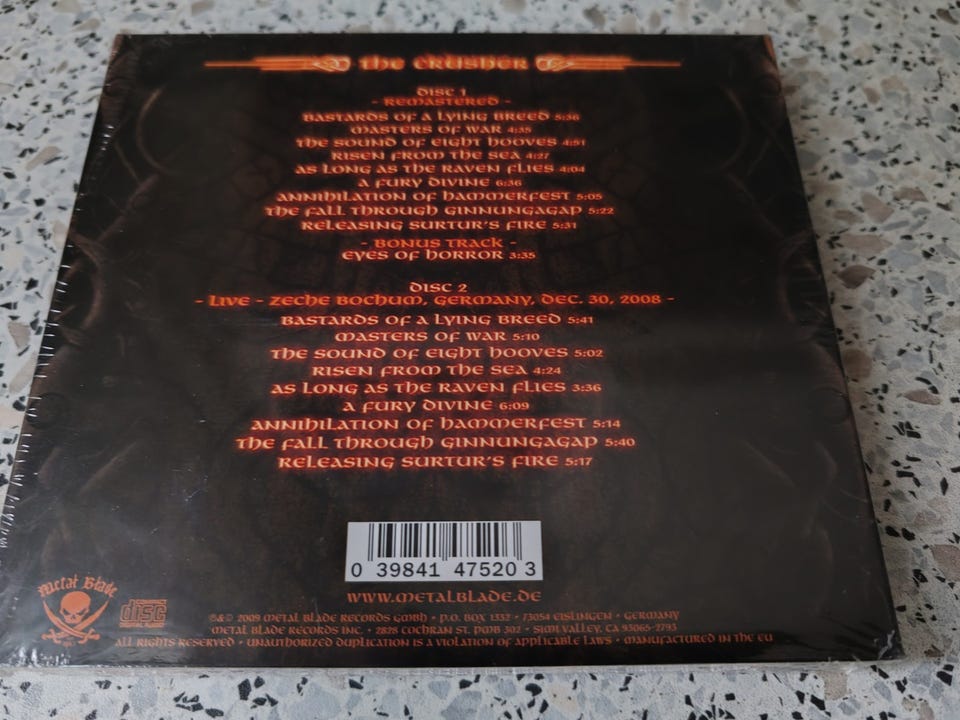 The Crusher
Disc 1
- Remastered -
Bastards of a Lying Breed 5:36
Masters of War 4:35
The Sound of Eight Hooves 4:51
Risen from the Sea 4:27
As Long as the Raven Flies 4:04
A Fury Divine 6:36
Annihilation of Hammerfest 5:05
The Fall Through Ginnungagap 5:22
Releasing Surtur's Fire 5:31
- Bonus Track -
Eyes of Horror 3:35
Disc 2
- Live - Zeche Bochum, Germany, Dec. 30, 2008 -
Bastards of a Lying Breed 5:41
Masters of War 5:10
The Sound of Eight Hooves 5:02
Risen from the Sea 4:24
As Long as the Raven Flies 3:36
A Fury Divine 6:09
Annihilation of Hammerfest 5:14
The Fall Through Ginnungagap 5:40
Releasing Surtur's Fire 5:17
0 39841 47520 3
www.metalblade.de
Metal Blade
disc
℗&© 2009 Metal Blade Records GmbH • P.O. Box 1332 • 73054 Eislingen • Germany
Metal Blade Records Inc. • 2828 Cochran St. PMB 302 • Simi Valley, CA 93065-2793
All Rights Reserved • Unauthorized duplication is a violation of applicable laws • Manufactured in the EU